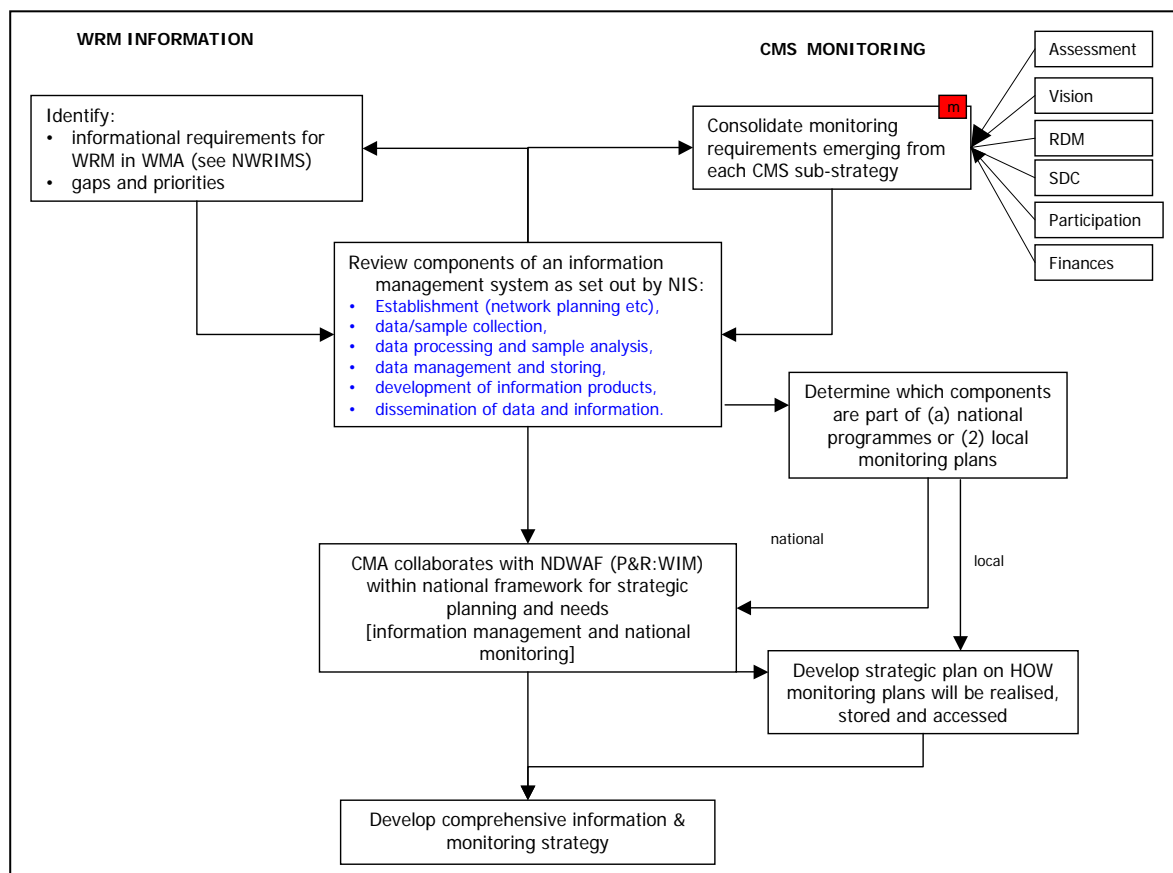 WRM INFORMATION
CMS MONITORING
Assessment
Vision
RDM
SDC
Participation
Finances
Identify:
• informational requirements for
WRM in WMA (see NWRIMS)
• gaps and priorities
m
Consolidate monitoring
requirements emerging from
each CMS sub-strategy
Review components of an information
management system as set out by NIS:
• Establishment (network planning etc),
• data/sample collection,
• data processing and sample analysis,
• data management and storing,
• development of information products,
• dissemination of data and information.
Determine which components
are part of (a) national
programmes or (2) local
monitoring plans
national
local
CMA collaborates with NDWAF (P&R:WIM)
within national framework for strategic
planning and needs
[information management and national
monitoring]
Develop strategic plan on HOW
monitoring plans will be realised,
stored and accessed
Develop comprehensive information &
monitoring strategy